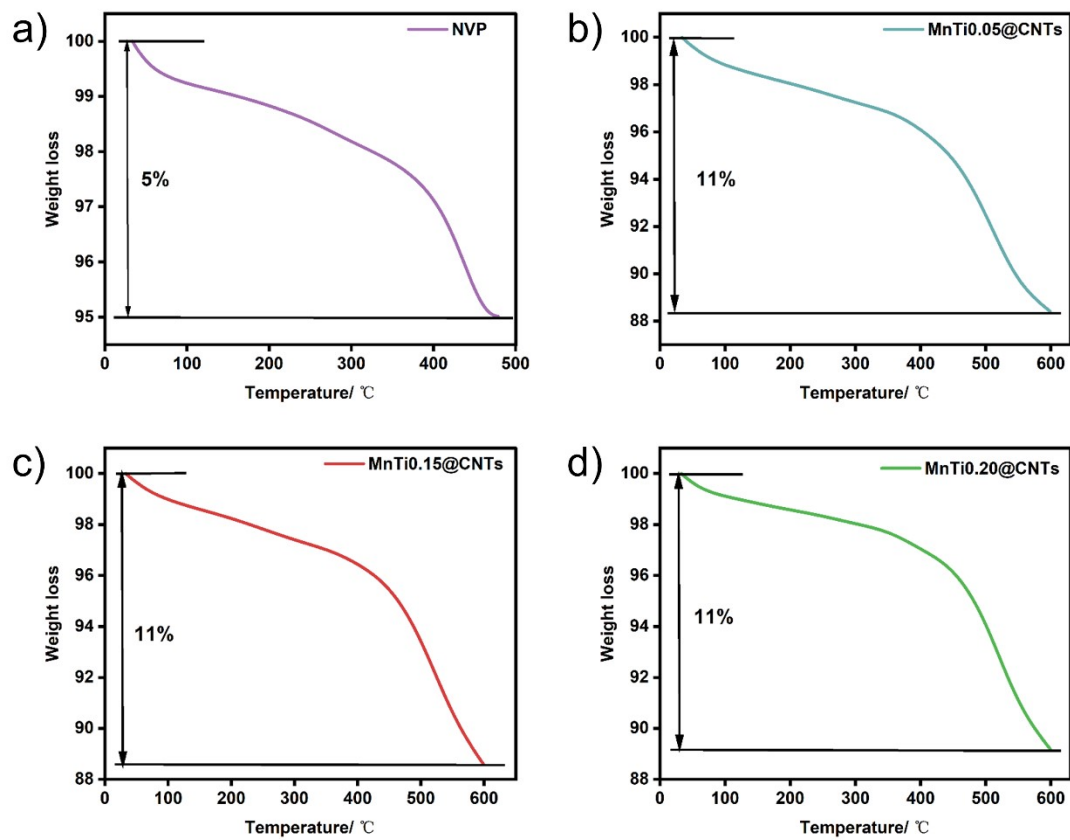 a)
NVP
100
99
98
97
96
95
5%
Weight loss
0 100 200 300 400 500
Temperature/ ℃
b)
MnTi0.05@CNTs
100
98
96
94
92
90
88
11%
Weight loss
0 100 200 300 400 500 600
Temperature/ ℃
c)
MnTi0.15@CNTs
100
98
96
94
92
90
88
11%
Weight loss
0 100 200 300 400 500 600
Temperature/ ℃
d)
MnTi0.20@CNTs
100
98
96
94
92
90
88
11%
Weight loss
0 100 200 300 400 500 600
Temperature/ ℃